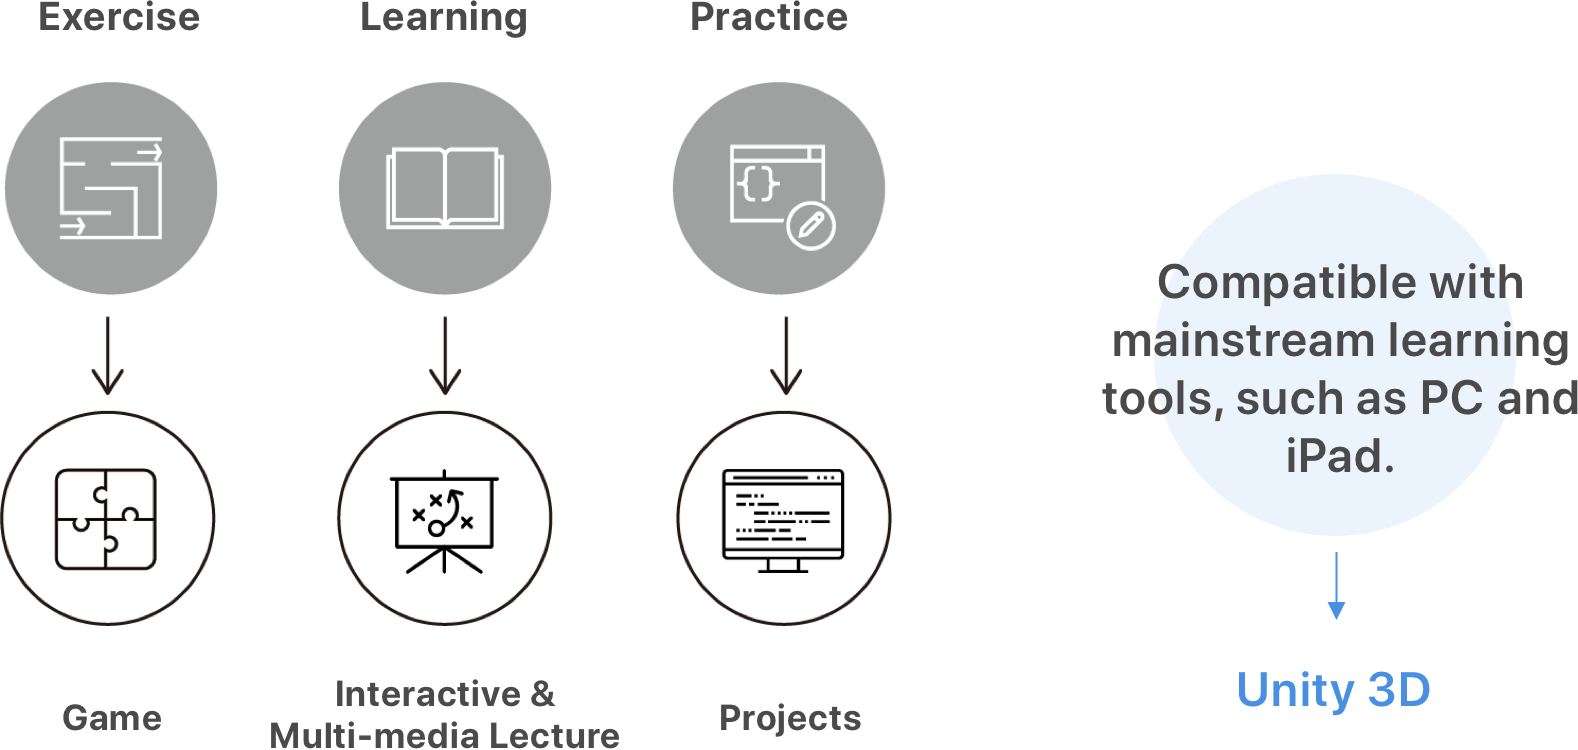 Exercise
Learning
Practice
{}
Game
Interactive &
Multi-media Lecture
Projects
Compatible with
mainstream learning
tools, such as PC and
iPad.
Unity 3D